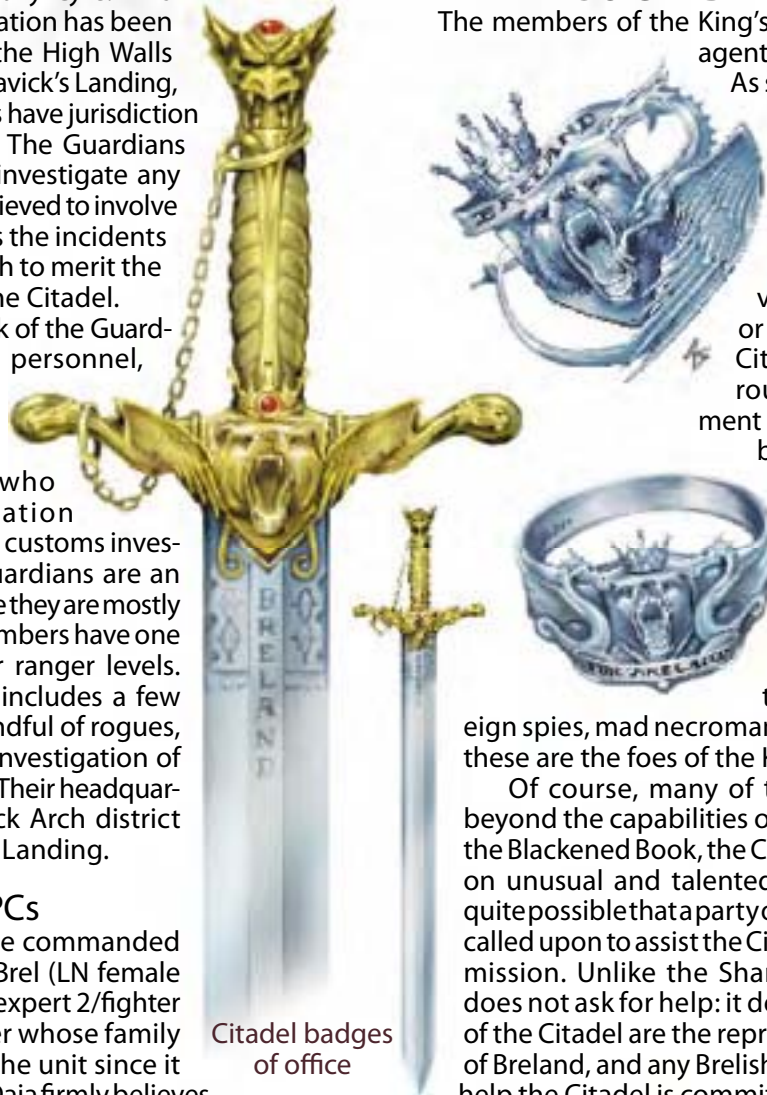 ation has been
the High Walls
avick's Landing,
s have jurisdiction
The Guardians
investigate any
ieved to involve
s the incidents
h to merit the
he Citadel.
k of the Guard-
personnel,
who
ation
customs inves-
uardians are an
e they are mostly
mbers have one
r ranger levels.
includes a few
ndful of rogues,
nvestigation of
Their headquar-
ck Arch district
Landing.
PCs
e commanded
Brel (LN female
expert 2/fighter
er whose family
he unit since it
Daja firmly believes
BRELAND
Citadel badges
of office
The members of the King's
agent
As s
BRELAND
v
or
Cit
rou
ment
b
t
eign spies, mad necroman
these are the foes of the K
Of course, many of t
beyond the capabilities o
the Blackened Book, the C
on unusual and talented
quite possible that a party o
called upon to assist the Ci
mission. Unlike the Shar
does not ask for help: it de
of the Citadel are the repr
of Breland, and any Brelish
help the Citadel is commit